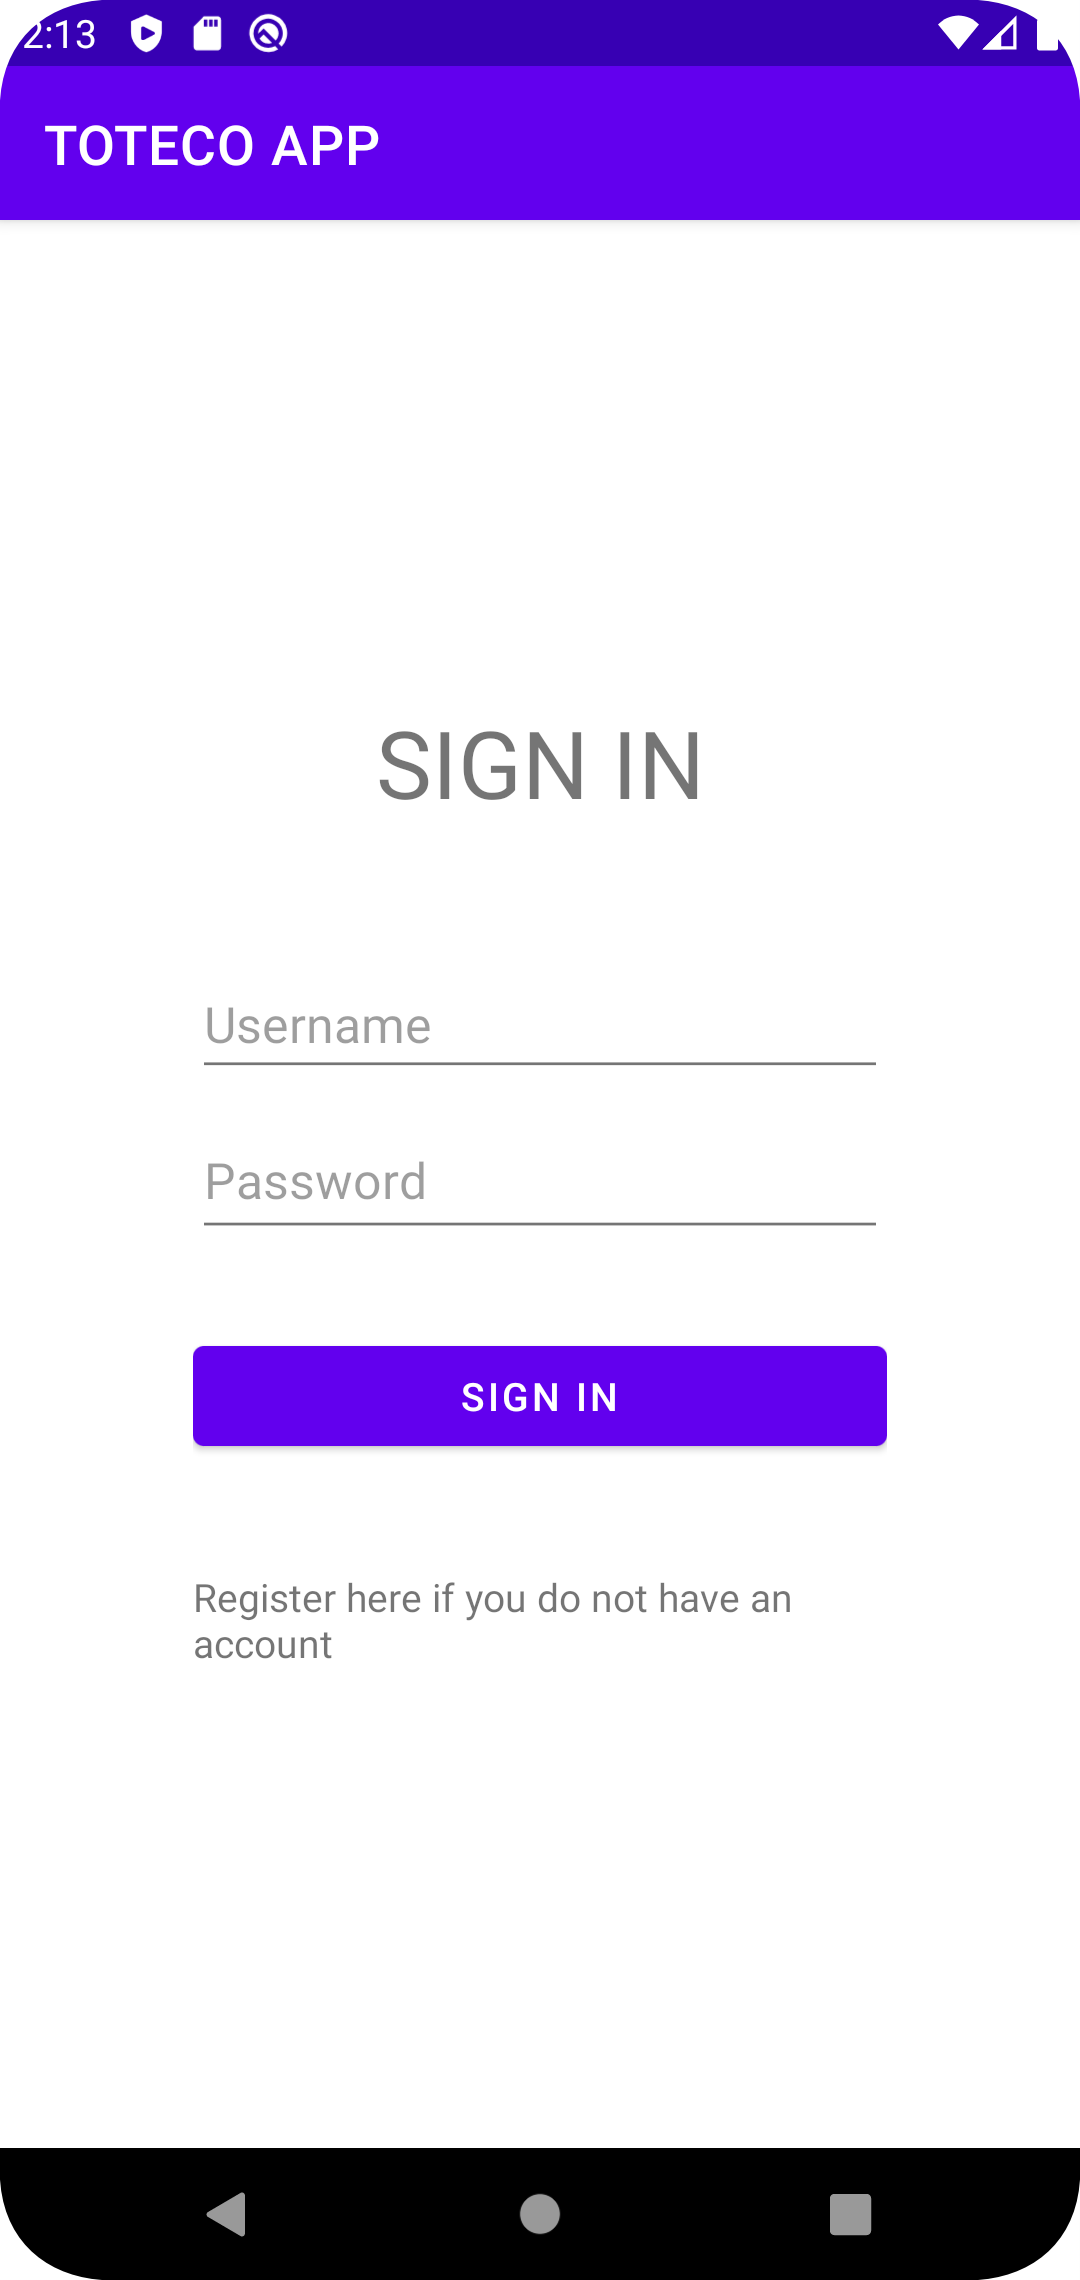 2:13
TOTECO APP
SIGN IN
Username
Password
SIGN IN
Register here if you do not have an
account